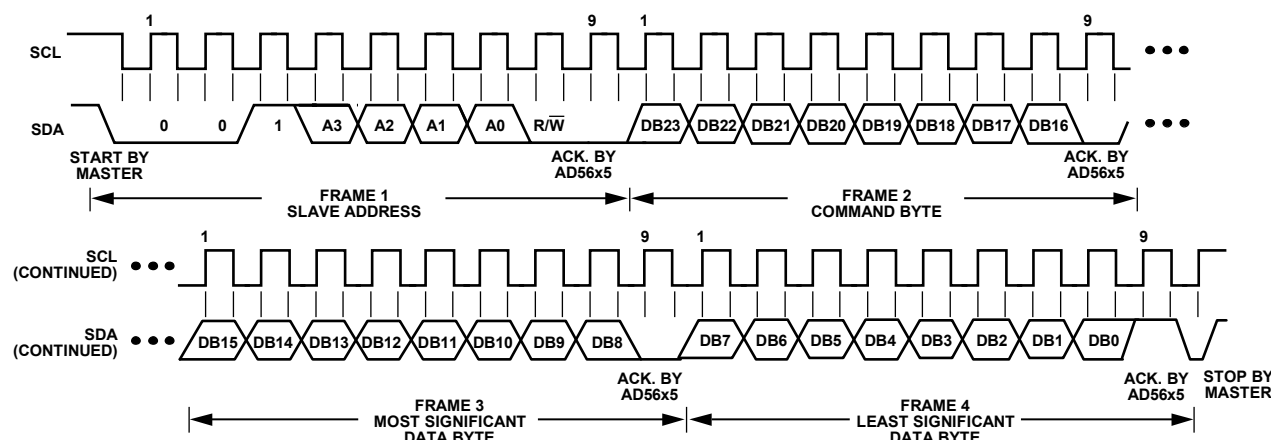 1 9 1 9
SCL
SDA 0 0 1 A3 A2 A1 A0 R/W̅ DB23 DB22 DB21 DB20 DB19 DB18 DB17 DB16
START BY
MASTER
ACK. BY
AD56x5
ACK. BY
AD56x5
FRAME 1
SLAVE ADDRESS
FRAME 2
COMMAND BYTE
1 9 1 9
SCL
(CONTINUED)
SDA
(CONTINUED)
DB15 DB14 DB13 DB12 DB11 DB10 DB9 DB8 DB7 DB6 DB5 DB4 DB3 DB2 DB1 DB0
ACK. BY
AD56x5
ACK. BY
AD56x5
STOP BY
MASTER
FRAME 3
MOST SIGNIFICANT
DATA BYTE
FRAME 4
LEAST SIGNIFICANT
DATA BYTE